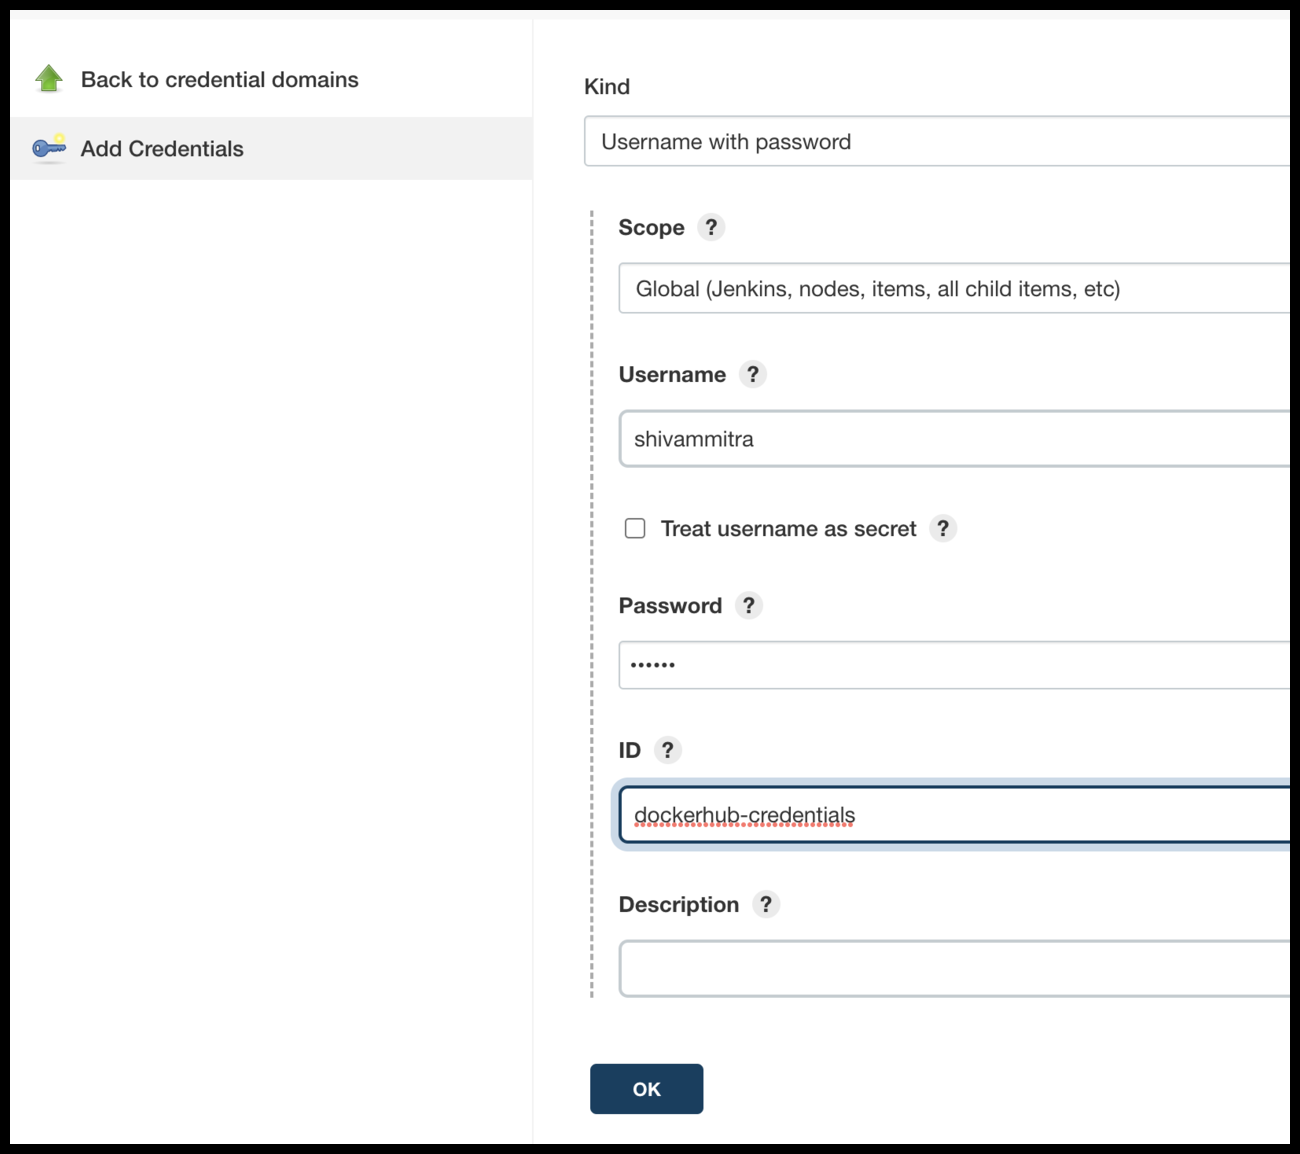 Back to credential domains
Add Credentials
Kind
Username with password
Scope ?
Global (Jenkins, nodes, items, all child items, etc)
Username ?
shivammitra
Treat username as secret ?
Password ?
••••••
ID ?
dockerhub-credentials
Description ?
OK